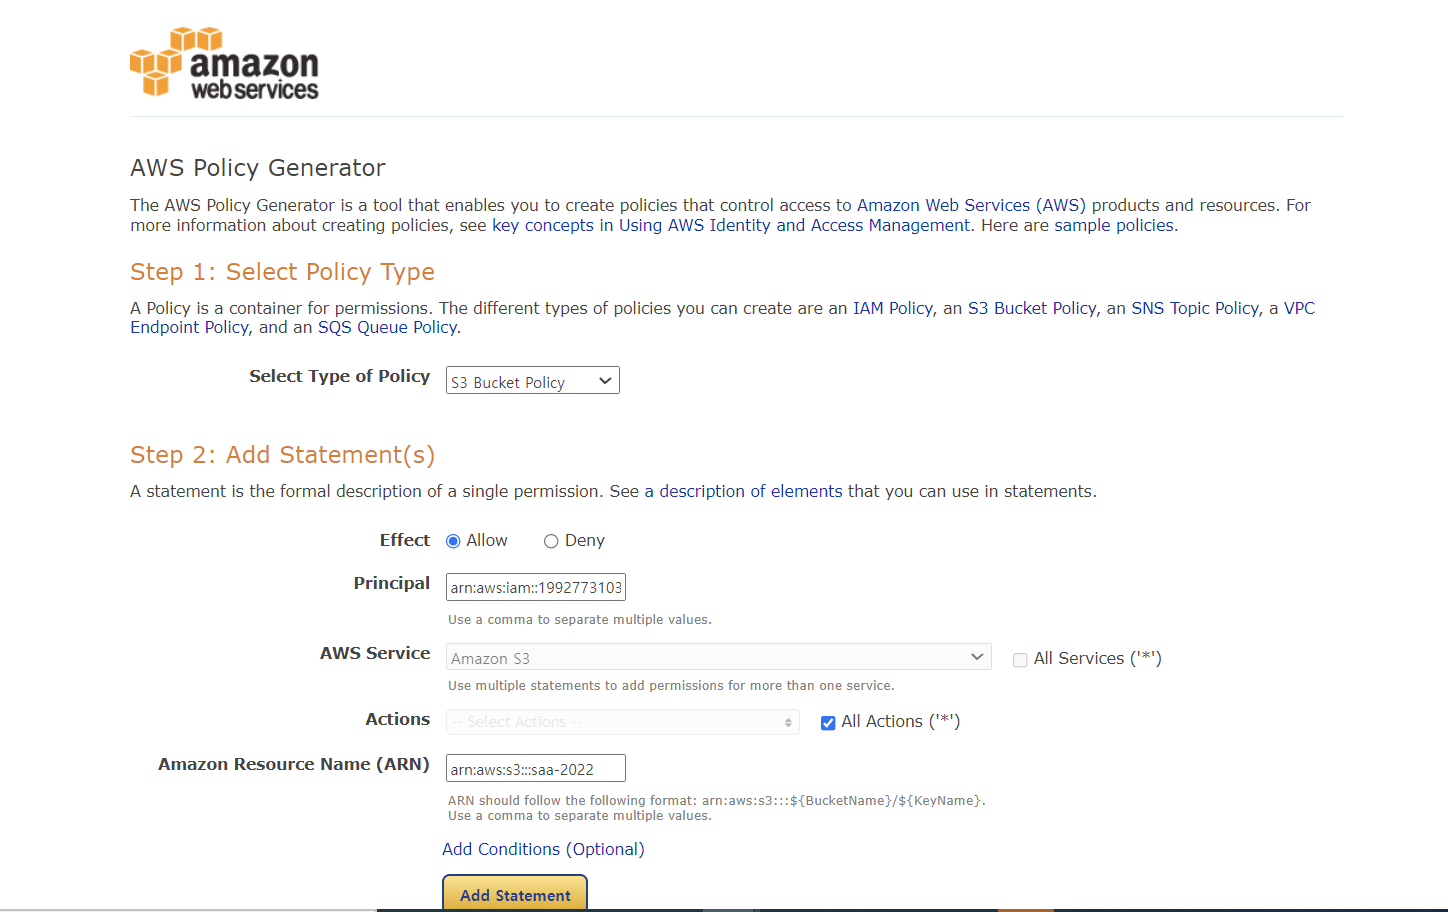 amazon
web services
AWS Policy Generator
The AWS Policy Generator is a tool that enables you to create policies that control access to Amazon Web Services (AWS) products and resources. For
more information about creating policies, see key concepts in Using AWS Identity and Access Management. Here are sample policies.
Step 1: Select Policy Type
A Policy is a container for permissions. The different types of policies you can create are an IAM Policy, an S3 Bucket Policy, an SNS Topic Policy, a VPC
Endpoint Policy, and an SQS Queue Policy.
Select Type of Policy S3 Bucket Policy
Step 2: Add Statement(s)
A statement is the formal description of a single permission. See a description of elements that you can use in statements.
Effect Allow Deny
Principal arn:aws:iam::1992773103
Use a comma to separate multiple values.
AWS Service Amazon S3 All Services ('*')
Use multiple statements to add permissions for more than one service.
Actions -- Select Actions -- All Actions ('*')
Amazon Resource Name (ARN) arn:aws:s3:::saa-2022
ARN should follow the following format: arn:aws:s3:::${BucketName}/${KeyName}.
Use a comma to separate multiple values.
Add Conditions (Optional)
Add Statement